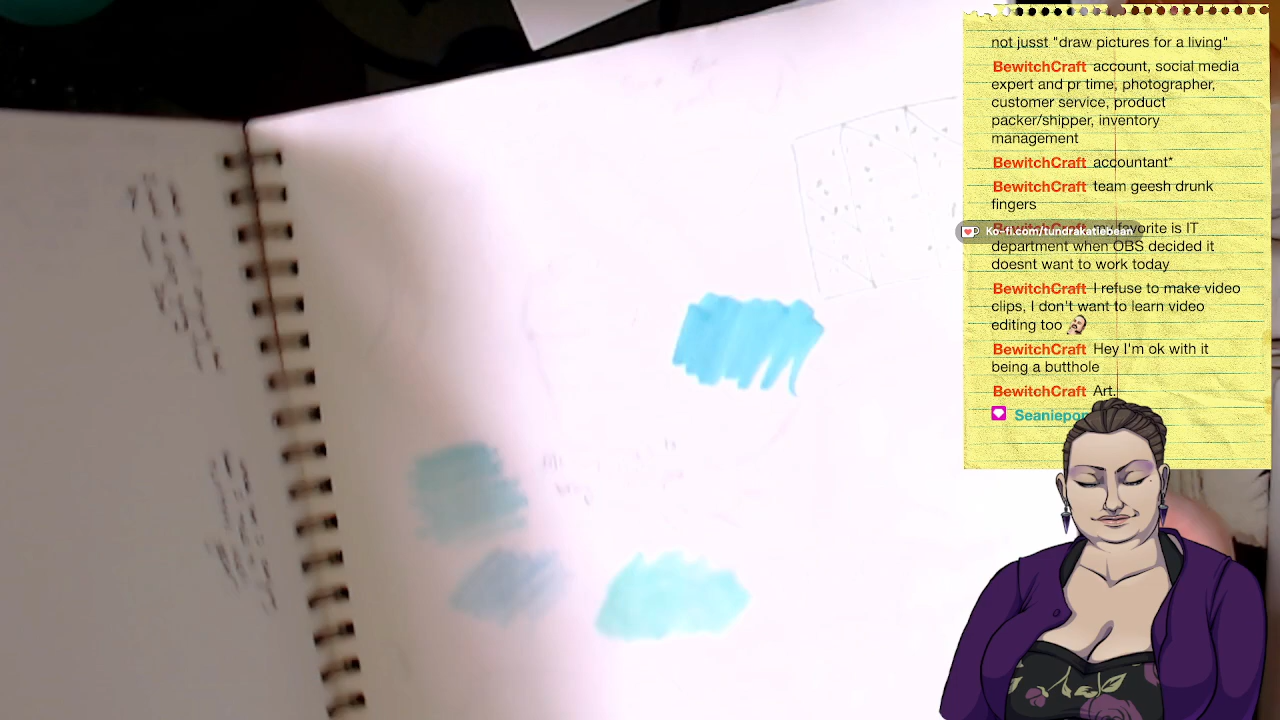 not jusst "draw pictures for a living"
BewitchCraft account, social media
expert and pr time, photographer,
customer service, product
packer/shipper, inventory
management
BewitchCraft accountant*
BewitchCraft team geesh drunk
fingers
favorite is IT
Ko-fi.com/tundrakatiebean
department when OBS decided it
doesnt want to work today
BewitchCraft I refuse to make video
clips, I don't want to learn video
editing too
BewitchCraft Hey I'm ok with it
being a butthole
BewitchCraft Art.